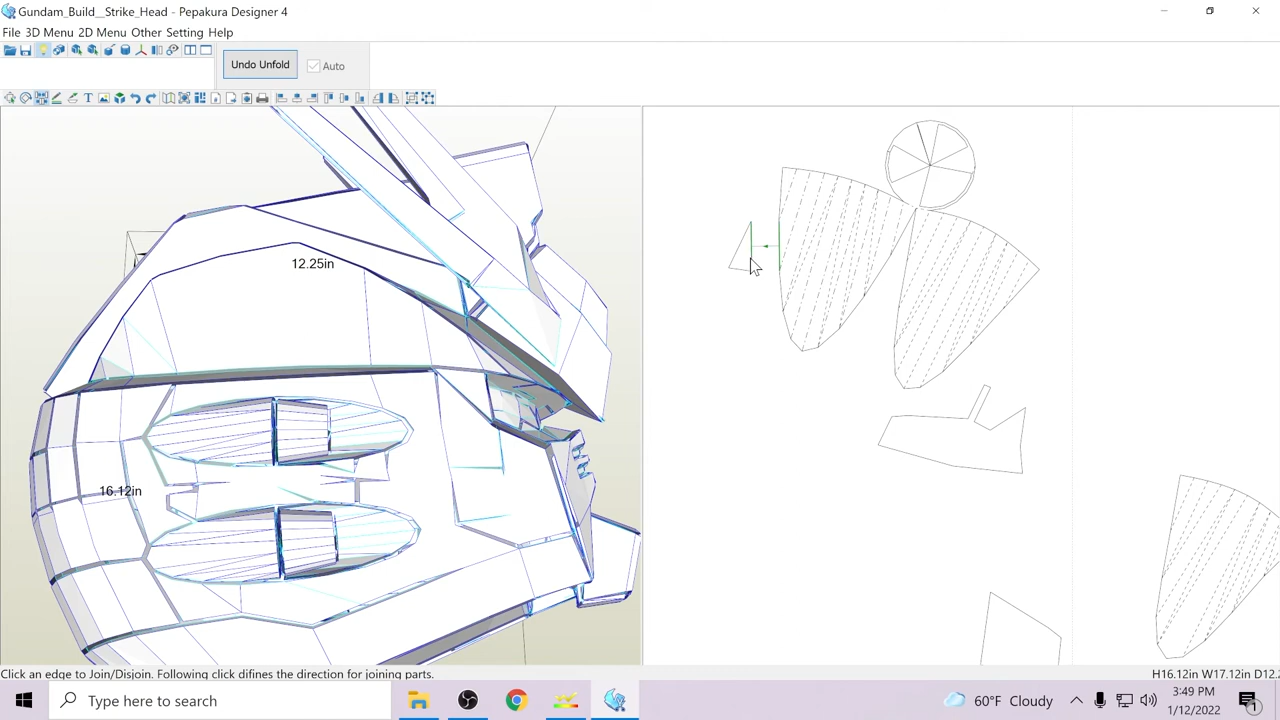 Gundam_Build__Strike_Head - Pepakura Designer 4
File 3D Menu 2D Menu Other Setting Help
Undo Unfold
Auto
12.25in
16.12in
Click an edge to Join/Disjoin. Following click difines the direction for joining parts.
H16.12in W17.12in D12.
Type here to search
60°F Cloudy
3:49 PM
1/12/2022
1